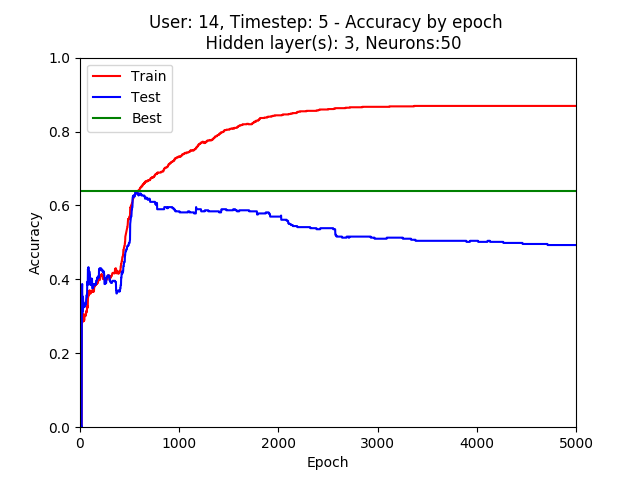 User: 14, Timestep: 5 - Accuracy by epoch
Hidden layer(s): 3, Neurons:50
1.0
0.8
0.6
0.4
0.2
0.0
Accuracy
Train
Test
Best
0 1000 2000 3000 4000 5000
Epoch